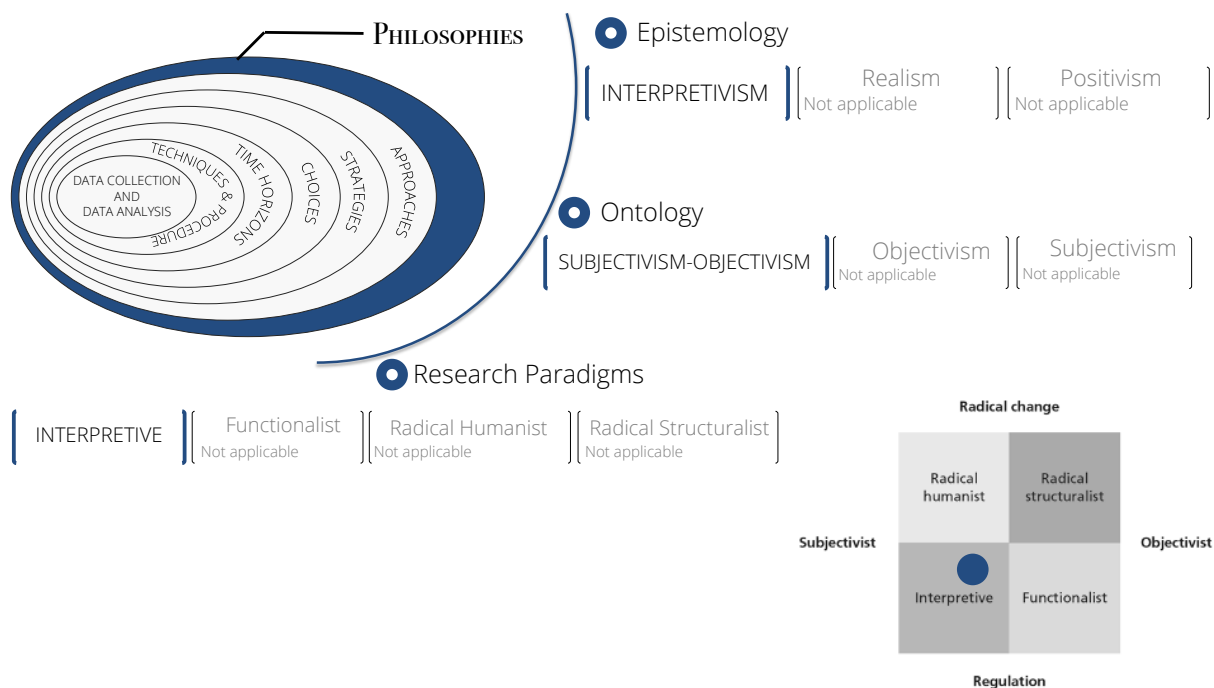 PHILOSOPHIES
Epistemology
INTERPRETIVISM
Realism
Not applicable
Positivism
Not applicable
DATA COLLECTION
AND
DATA ANALYSIS
TECHNIQUES & PROCEDURE
TIME HORIZONS
CHOICES
STRATEGIES
APPROACHES
Ontology
SUBJECTIVISM-OBJECTIVISM
Objectivism
Not applicable
Subjectivism
Not applicable
Research Paradigms
INTERPRETIVE
Functionalist
Not applicable
Radical Humanist
Not applicable
Radical Structuralist
Not applicable
Radical change
Radical
humanist
Radical
structuralist
Subjectivist
Objectivist
Interpretive
Functionalist
Regulation